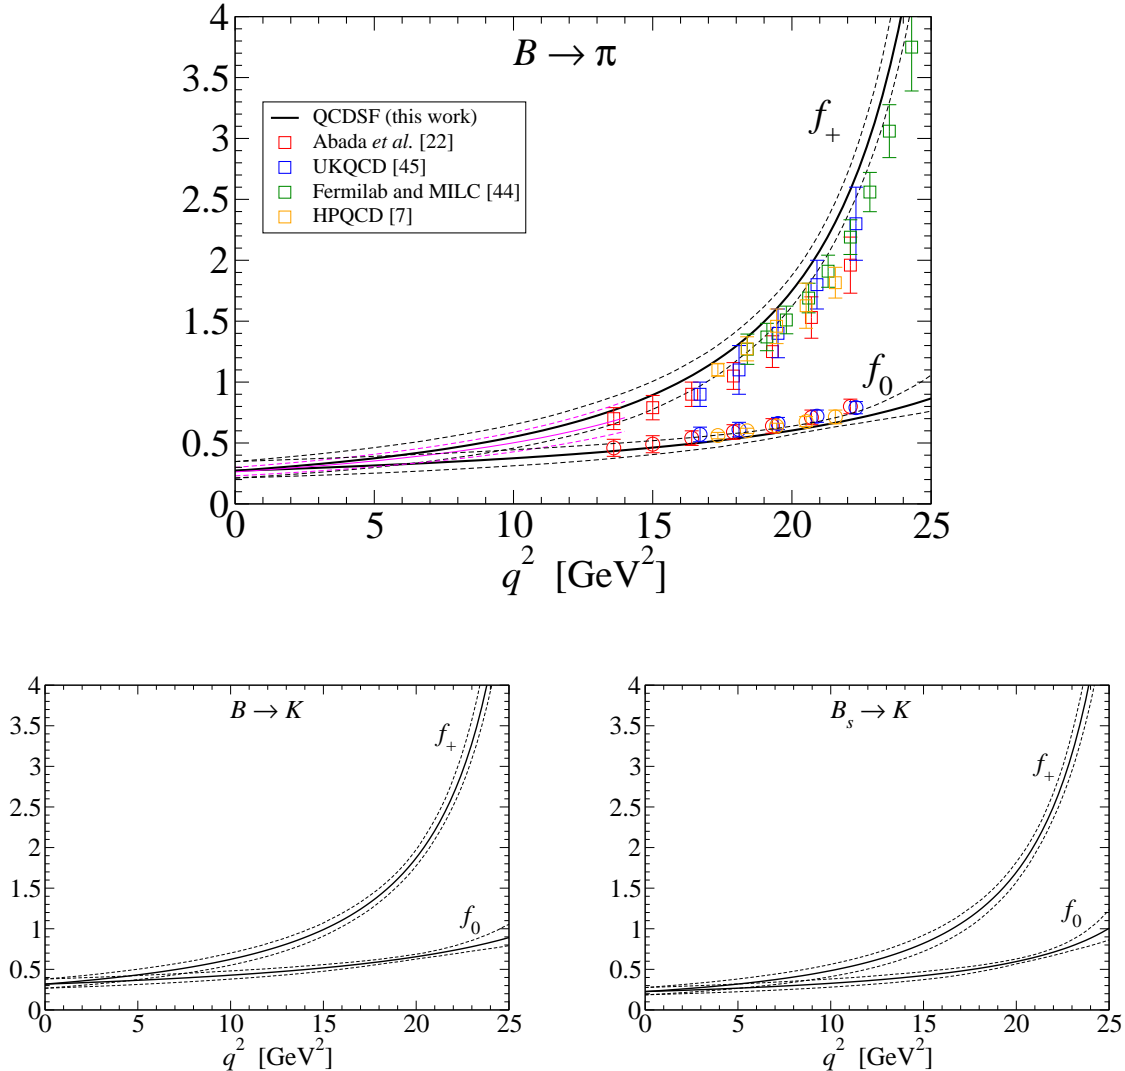 B → π
4
3.5
3
2.5
2
1.5
1
0.5
0
QCDSF (this work)
Abada et al. [22]
UKQCD [45]
Fermilab and MILC [44]
HPQCD [7]
f+
f0
0 5 10 15 20 25
q² [GeV²]
B → K
4
3.5
3
2.5
2
1.5
1
0.5
0
f+
f0
0 5 10 15 20 25
q² [GeV²]
Bs → K
4
3.5
3
2.5
2
1.5
1
0.5
0
f+
f0
0 5 10 15 20 25
q² [GeV²]